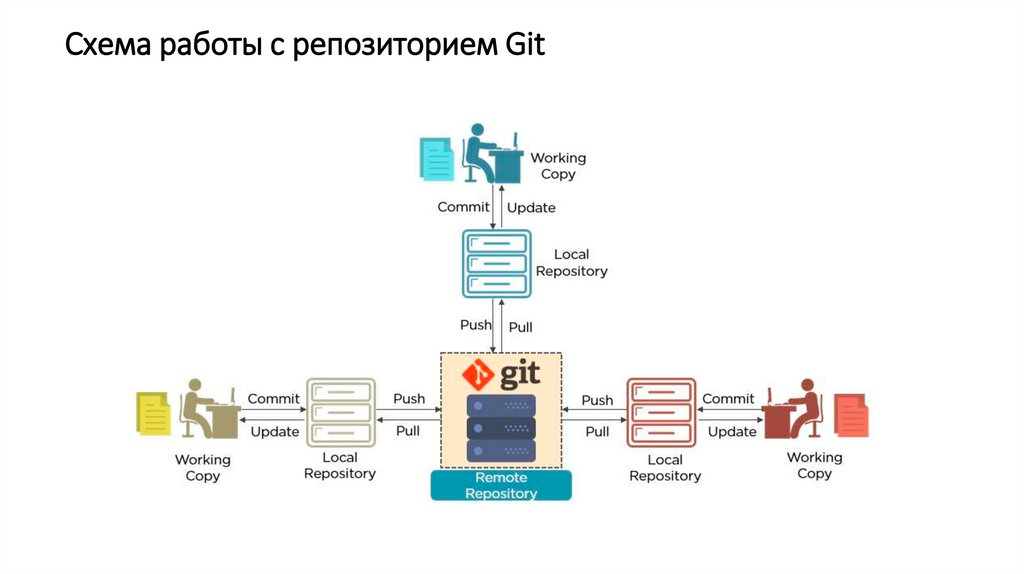 Схема работы с репозиторием Git
Working
Copy
Commit
Update
Local
Repository
Push
Pull
git
Commit
Update
Working
Copy
Local
Repository
Push
Pull
Remote
Repository
Push
Pull
Local
Repository
Commit
Update
Working
Copy